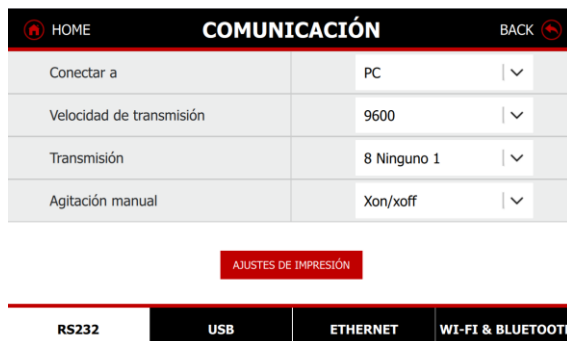 HOME COMUNICACIÓN BACK
Conectar a PC
Velocidad de transmisión 9600
Transmisión 8 Ninguno 1
Agitación manual Xon/xoff
AJUSTES DE IMPRESIÓN
RS232 USB ETHERNET WI-FI & BLUETOOTH